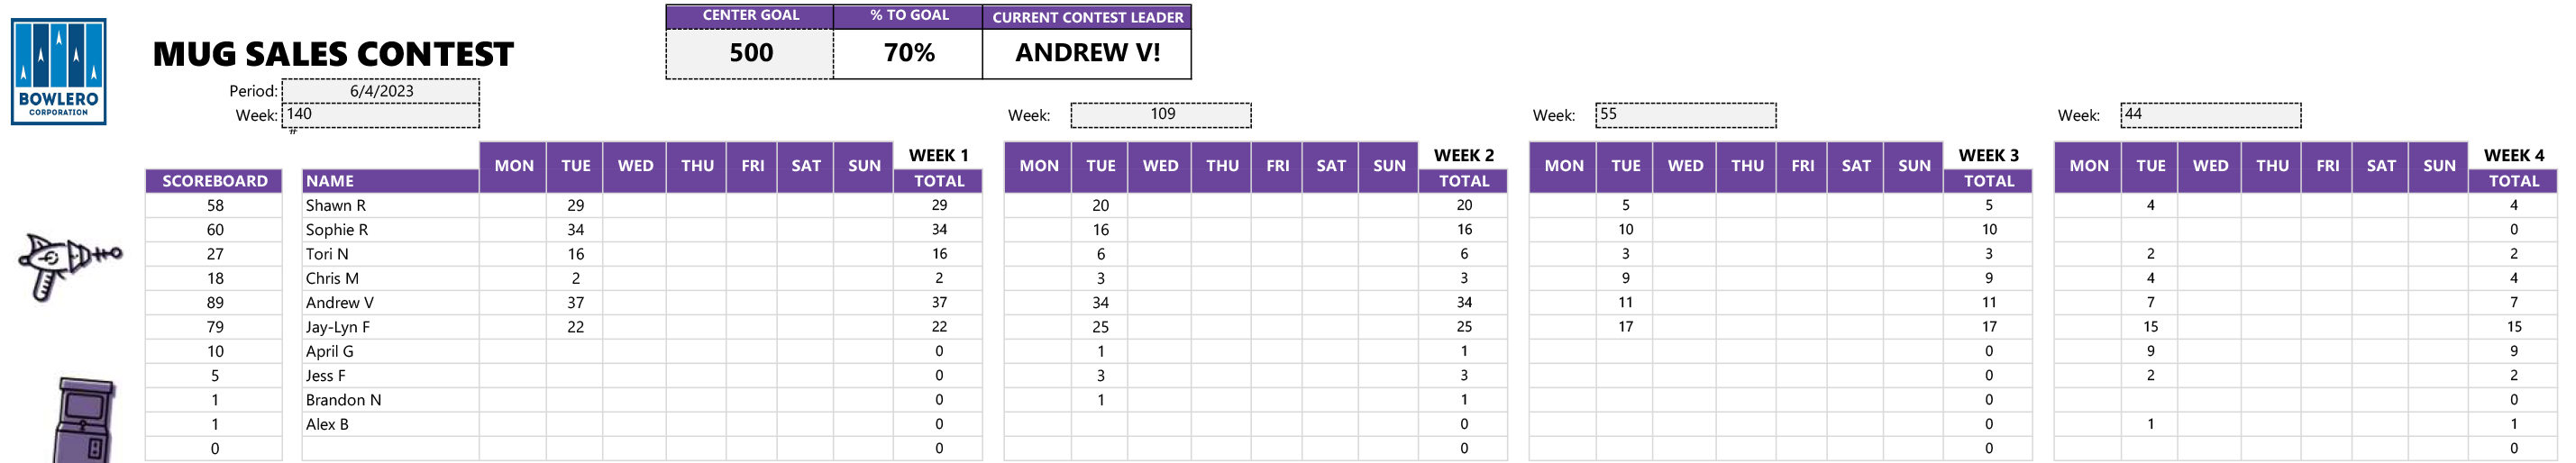 CENTER GOAL % TO GOAL CURRENT CONTEST LEADER
MUG SALES CONTEST 500 70% ANDREW V!
BOWLERO
CORPORATION
Period: 6/4/2023
Week: 140 Week: 109 Week: 55 Week: 44
#
MON TUE WED THU FRI SAT SUN WEEK 1 MON TUE WED THU FRI SAT SUN WEEK 2 MON TUE WED THU FRI SAT SUN WEEK 3 MON TUE WED THU FRI SAT SUN WEEK 4
SCOREBOARD NAME TOTAL TOTAL TOTAL TOTAL
58 Shawn R 29 29 20 20 5 5 4 4
60 Sophie R 34 34 16 16 10 10 0
27 Tori N 16 16 6 6 3 3 2 2
18 Chris M 2 2 3 3 9 9 4 4
89 Andrew V 37 37 34 34 11 11 7 7
79 Jay-Lyn F 22 22 25 25 17 17 15 15
10 April G 0 1 1 0 9 9
5 Jess F 0 3 3 0 2 2
1 Brandon N 0 1 1 0 0
1 Alex B 0 0 0 1 1
0 0 0 0 0